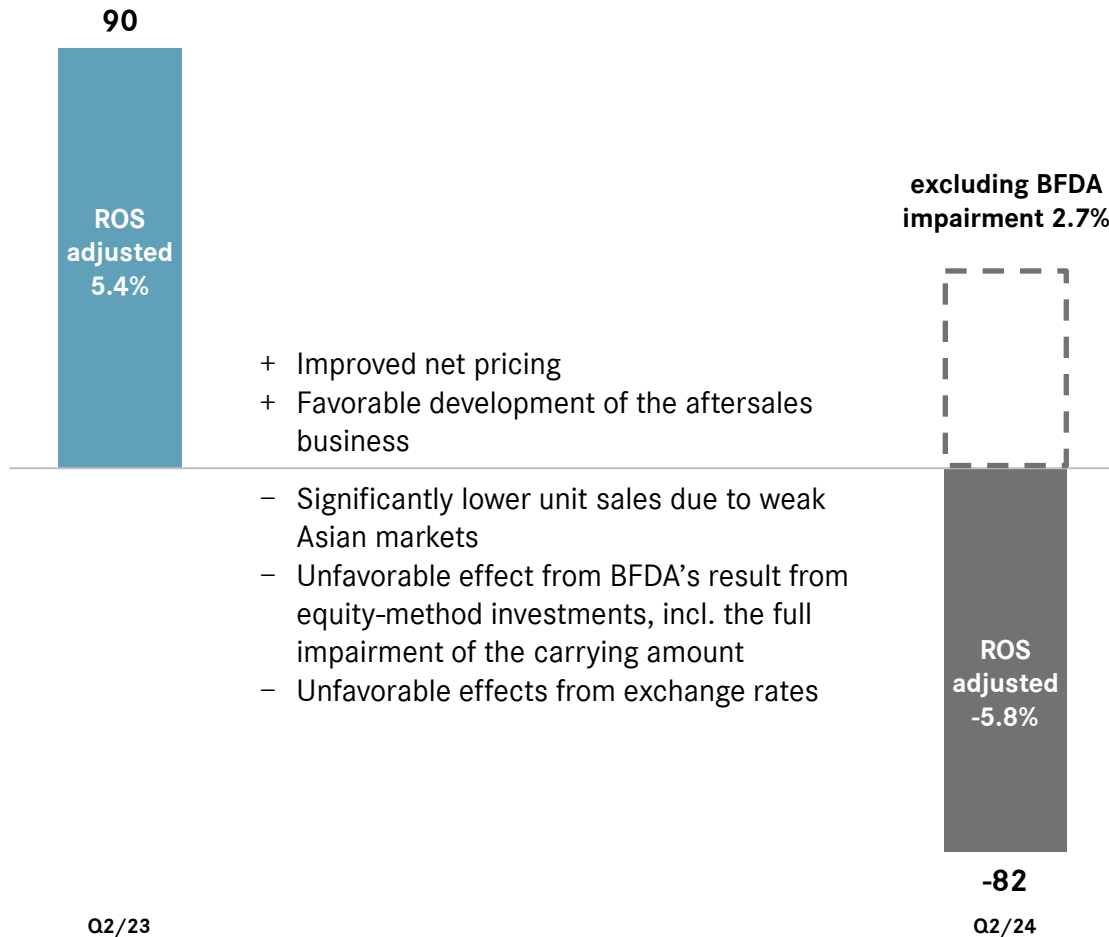 90
ROS
adjusted
5.4%
excluding BFDA
impairment 2.7%
+ Improved net pricing
+ Favorable development of the aftersales
business
– Significantly lower unit sales due to weak
Asian markets
– Unfavorable effect from BFDA's result from
equity-method investments, incl. the full
impairment of the carrying amount
– Unfavorable effects from exchange rates
ROS
adjusted
-5.8%
-82
Q2/23
Q2/24